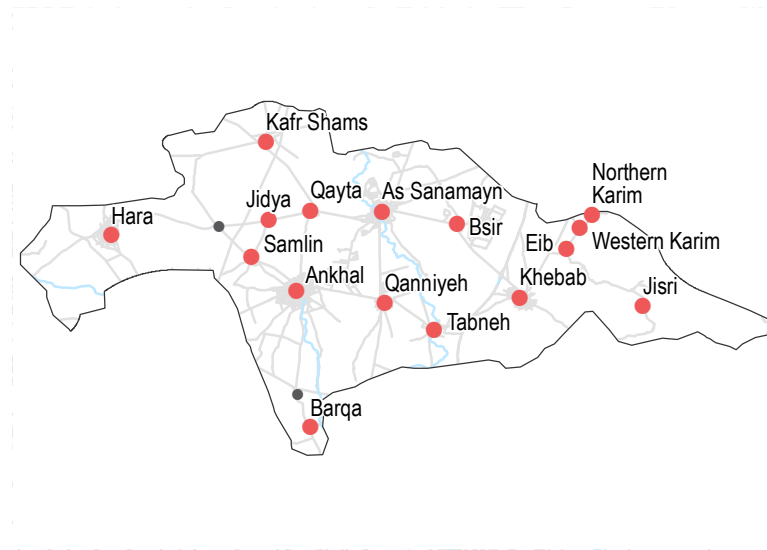 Kafr Shams
Northern
Karim
Hara
Jidya
Qayta
As Sanamayn
Bsir
Eib
Western Karim
Samlin
Ankhal
Qanniyeh
Khebab
Jisri
Tabneh
Barqa